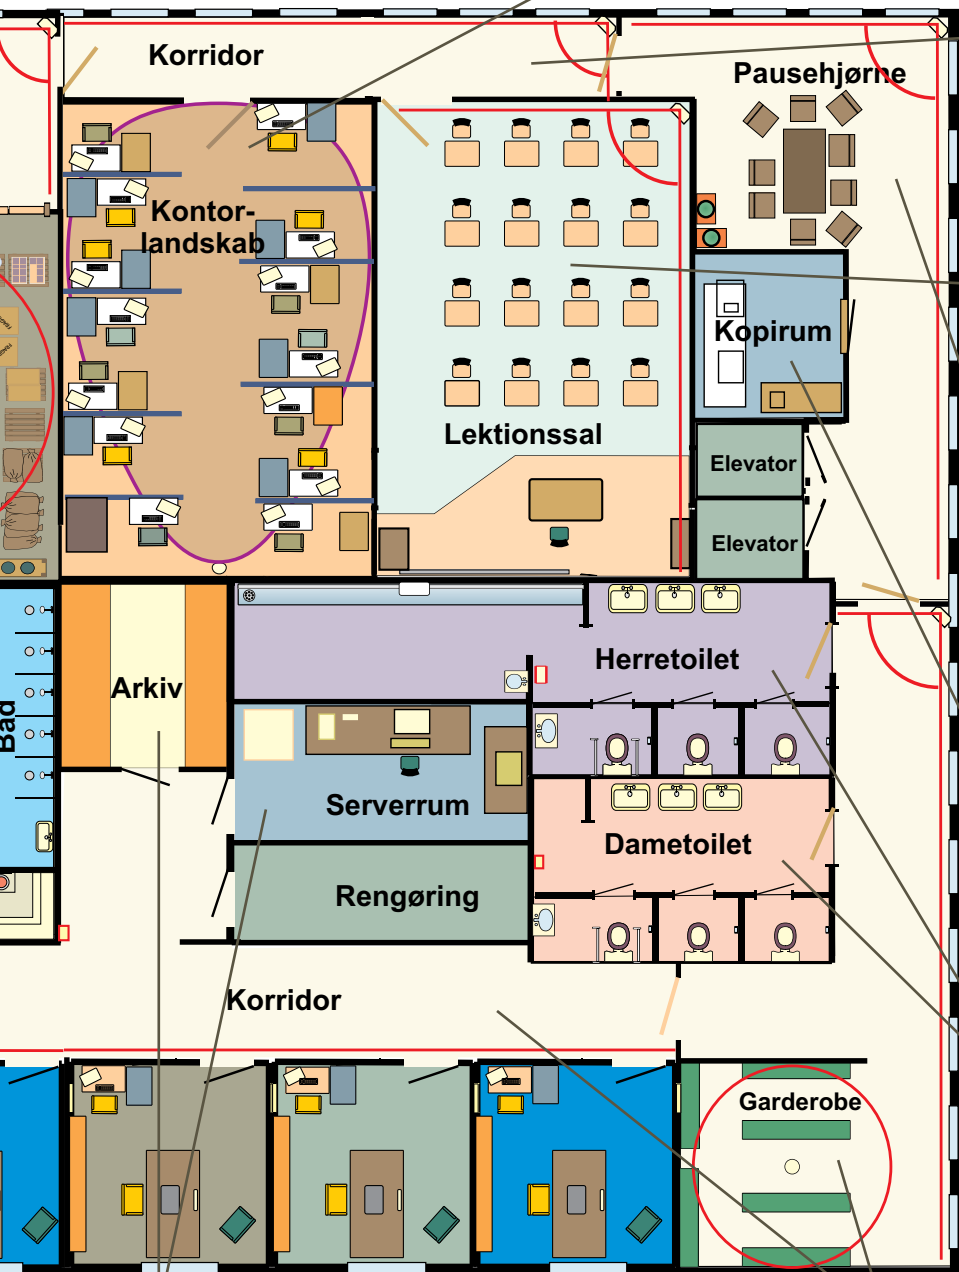 Korridor
Pausehjørne
Kontor-
landskab
Kopirum
Lektionssal
Elevator
Elevator
Herretoilet
Arkiv
Bad
Serverrum
Dametoilet
Rengøring
Korridor
Garderobe